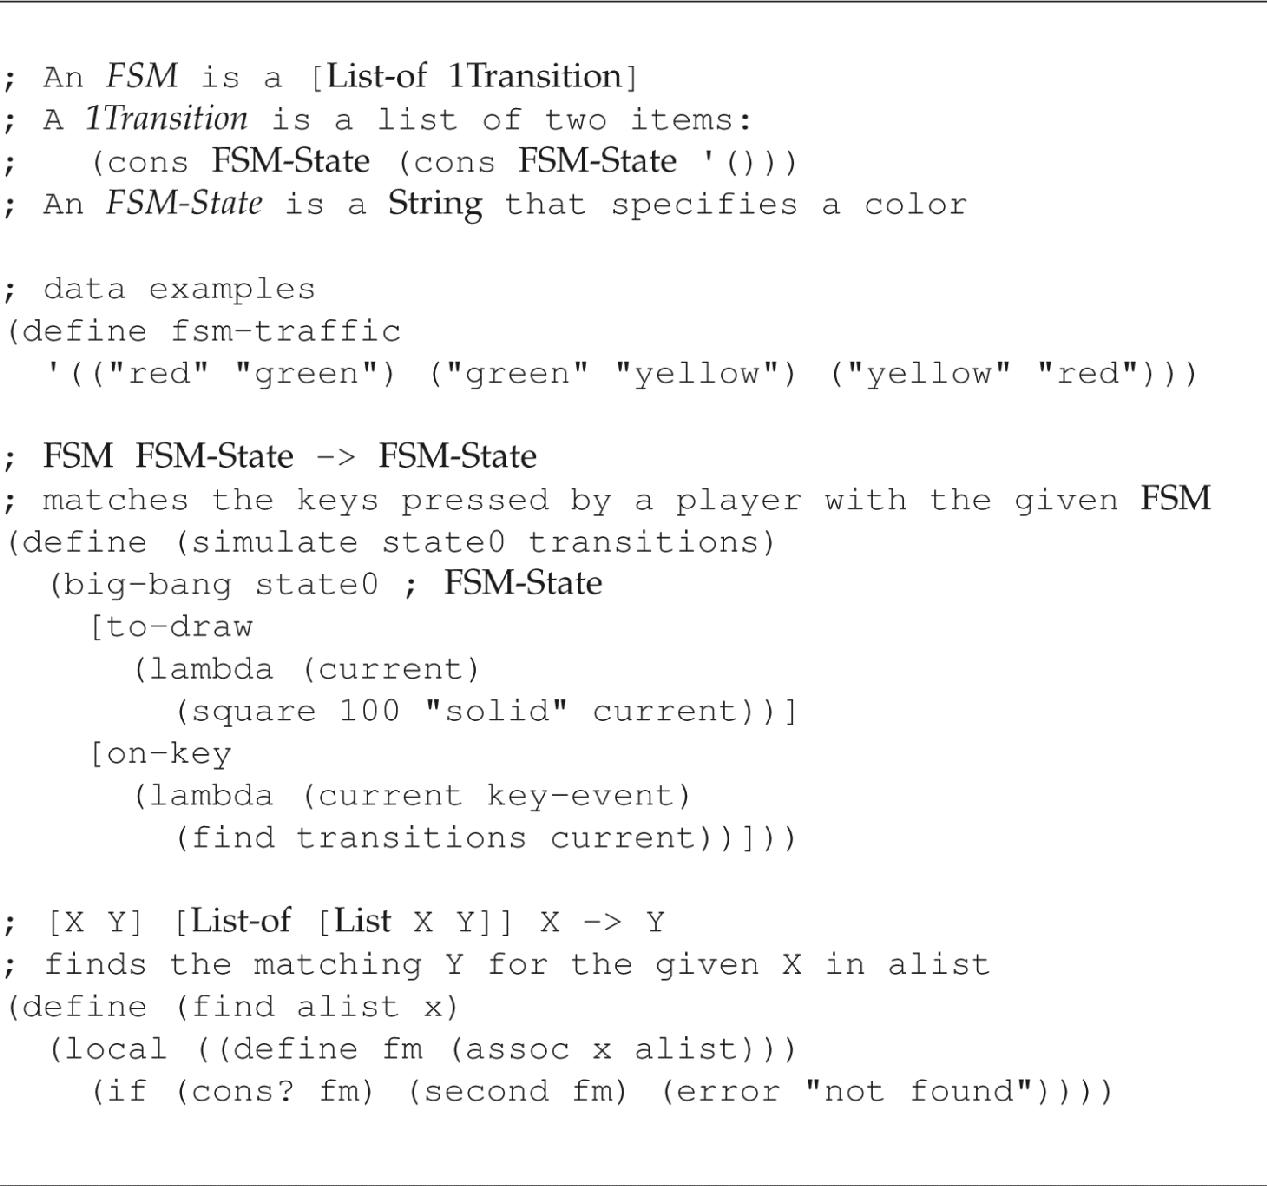 ; An FSM is a [List-of 1Transition]
; A 1Transition is a list of two items:
;   (cons FSM-State (cons FSM-State '()))
; An FSM-State is a String that specifies a color
; data examples
(define fsm-traffic
  '(("red" "green") ("green" "yellow") ("yellow" "red")))
; FSM FSM-State -> FSM-State
; matches the keys pressed by a player with the given FSM
(define (simulate state0 transitions)
  (big-bang state0 ; FSM-State
    [to-draw
      (lambda (current)
        (square 100 "solid" current))]
    [on-key
      (lambda (current key-event)
        (find transitions current))]))
; [X Y] [List-of [List X Y]] X -> Y
; finds the matching Y for the given X in alist
(define (find alist x)
  (local ((define fm (assoc x alist)))
    (if (cons? fm) (second fm) (error "not found"))))